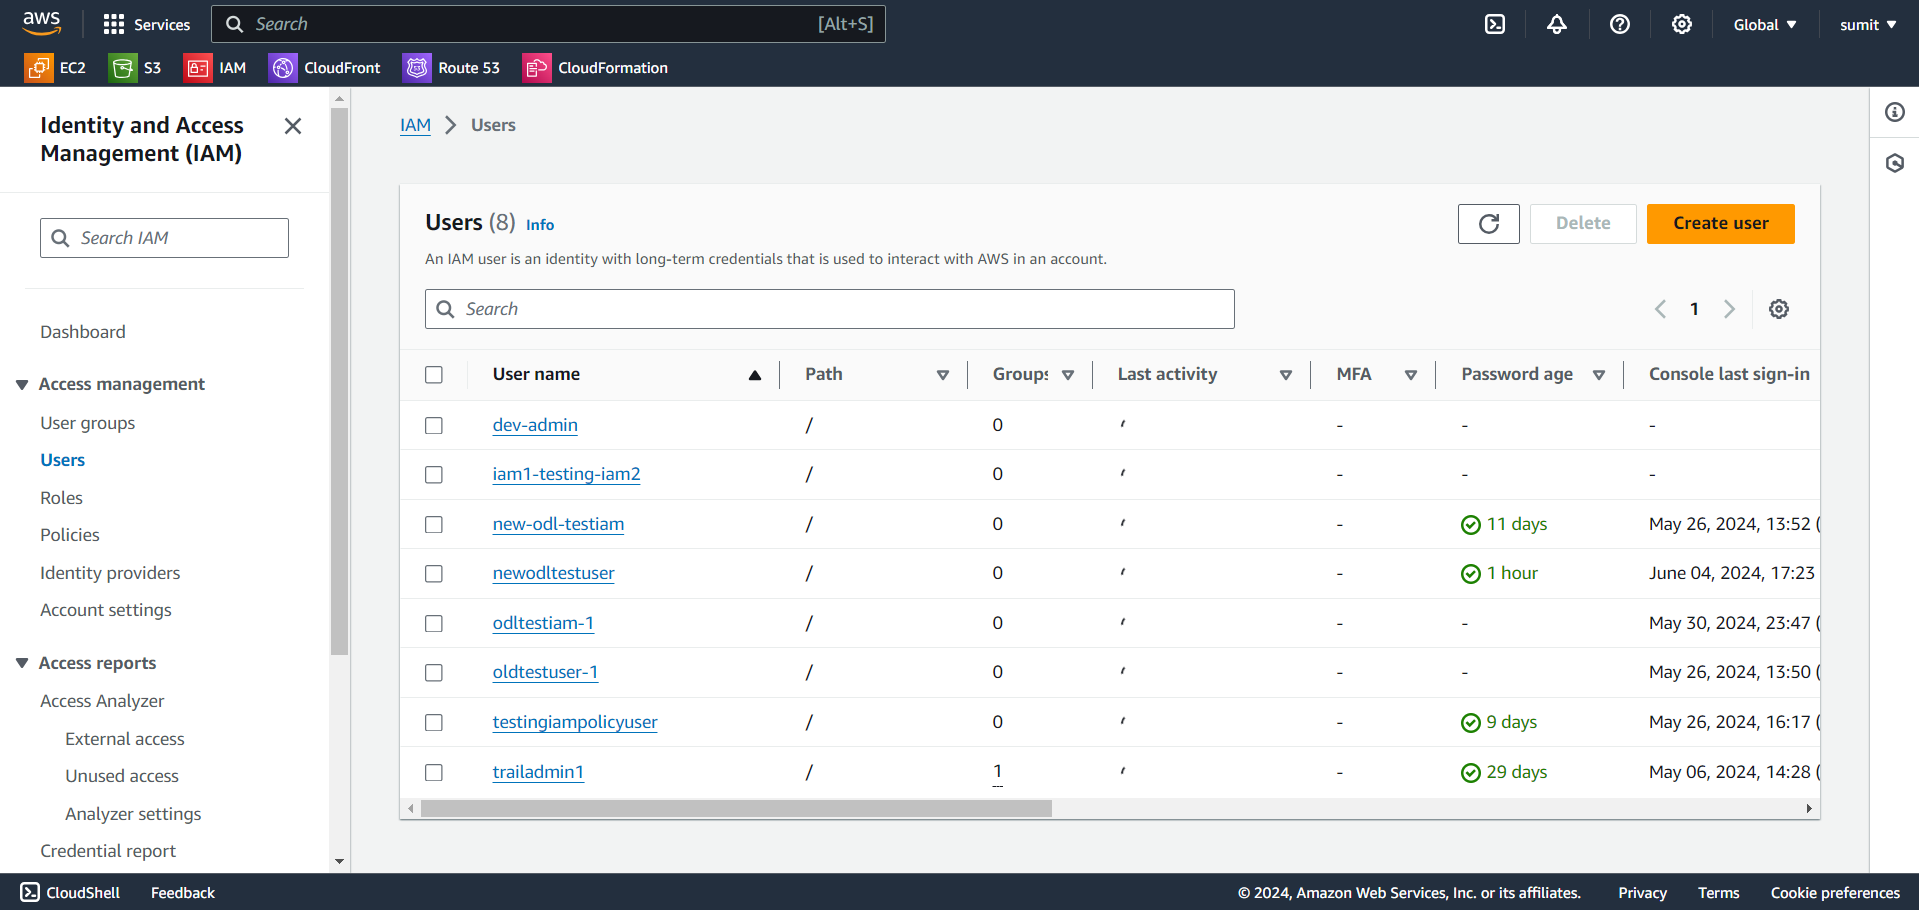 aws Services Search [Alt+S] Global sumit
EC2 S3 IAM CloudFront Route 53 CloudFormation
Identity and Access
Management (IAM)
Search IAM
Dashboard
Access management
User groups
Users
Roles
Policies
Identity providers
Account settings
Access reports
Access Analyzer
External access
Unused access
Analyzer settings
Credential report
IAM > Users
Users (8) Info
Delete Create user
An IAM user is an identity with long-term credentials that is used to interact with AWS in an account.
Search
1
User name Path Groups Last activity MFA Password age Console last sign-in
dev-admin / 0 - - -
iam1-testing-iam2 / 0 - - -
new-odl-testiam / 0 - 11 days May 26, 2024, 13:52 (
newodltestuser / 0 - 1 hour June 04, 2024, 17:23
odltestiam-1 / 0 - - May 30, 2024, 23:47 (
oldtestuser-1 / 0 - - May 26, 2024, 13:50 (
testingiampolicyuser / 0 - 9 days May 26, 2024, 16:17 (
trailadmin1 / 1 - 29 days May 06, 2024, 14:28 (
CloudShell Feedback © 2024, Amazon Web Services, Inc. or its affiliates. Privacy Terms Cookie preferences